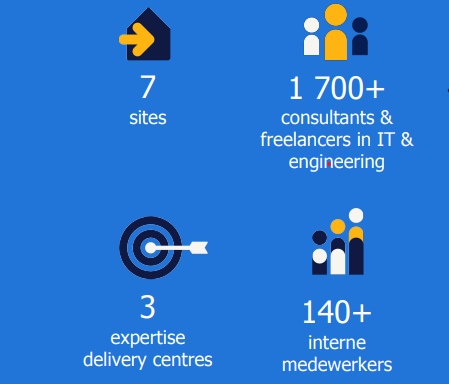 7
sites
1 700+
consultants &
freelancers in IT &
engineering
3
expertise
delivery centres
140+
interne
medewerkers